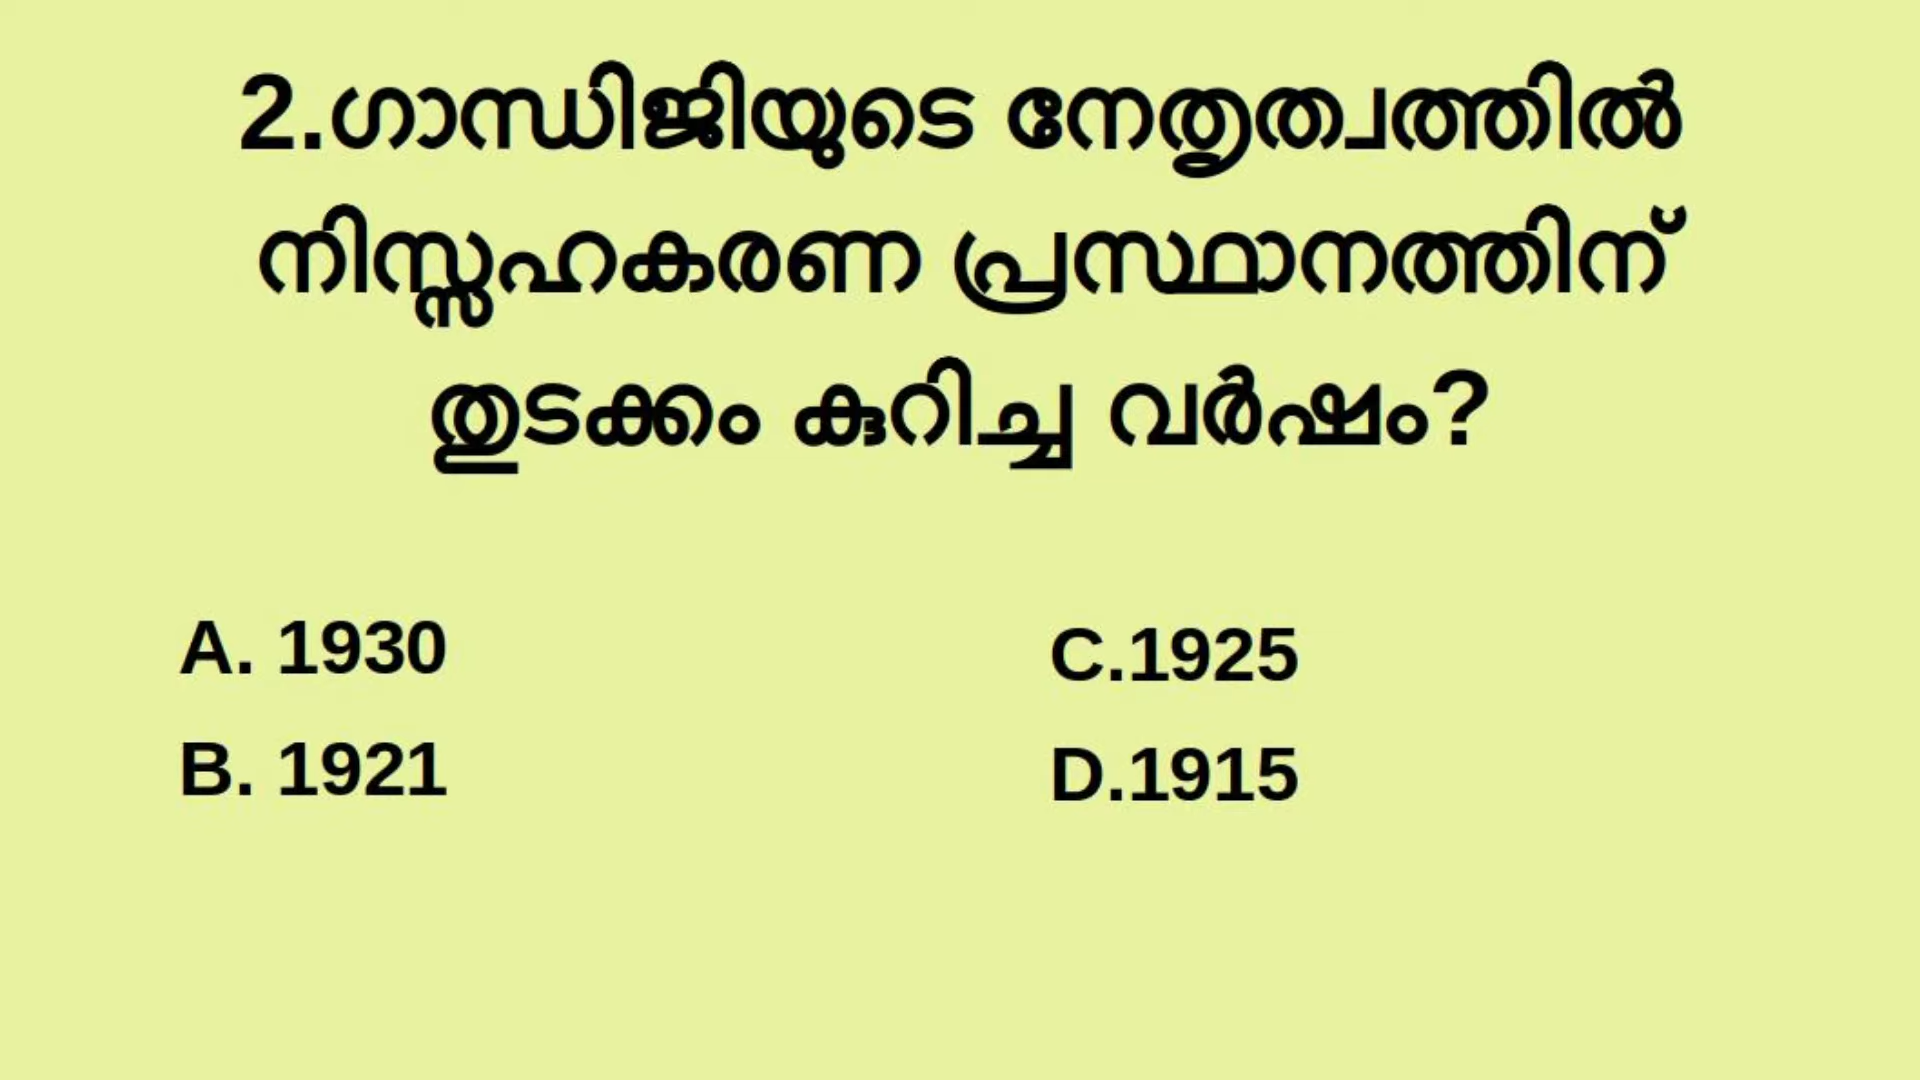 2.ഗാന്ധിജിയുടെ നേതൃത്വത്തിൽ
നിസ്സഹകരണ പ്രസ്ഥാനത്തിന്
തുടക്കം കുറിച്ച വർഷം?
A. 1930
B. 1921
C.1925
D.1915